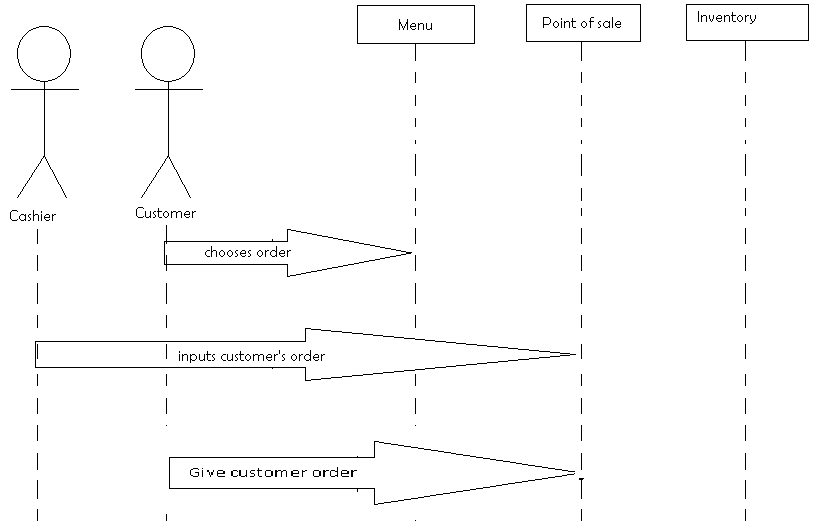 Menu
Point of sale
Inventory
Cashier
Customer
chooses order
inputs customer's order
Give customer order